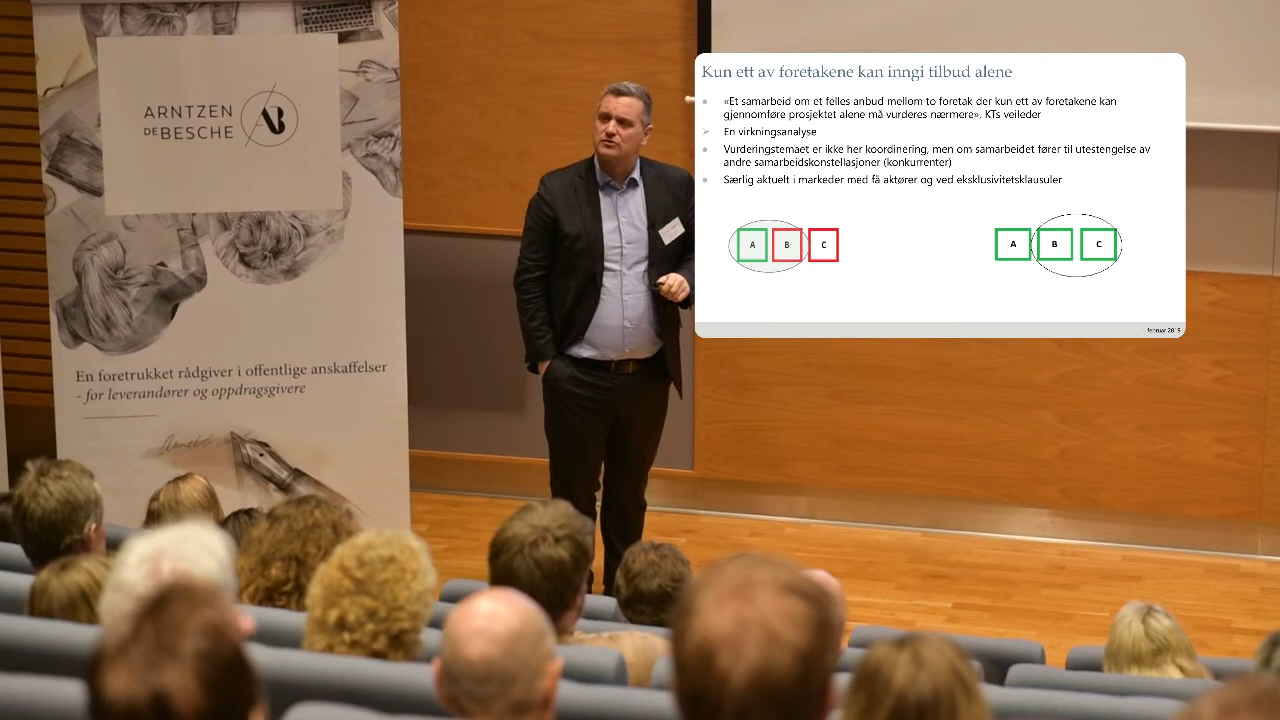 ARNTZEN
DE BESCHE
En foretrukket rådgiver i offentlige anskaffelser
- for leverandører og oppdragsgivere
Kun ett av foretakene kan inngi tilbud alene
«Et samarbeid om et felles anbud mellom to foretak der kun ett av foretakene kan
gjennomføre prosjektet alene må vurderes nærmere», KTs veileder
En virkningsanalyse
Vurderingstemaet er ikke her koordinering, men om samarbeidet fører til utestengelse av
andre samarbeidskonstellasjoner (konkurrenter)
Særlig aktuelt i markeder med få aktører og ved eksklusivitetsklausuler
A B C
A B C
februar 2019